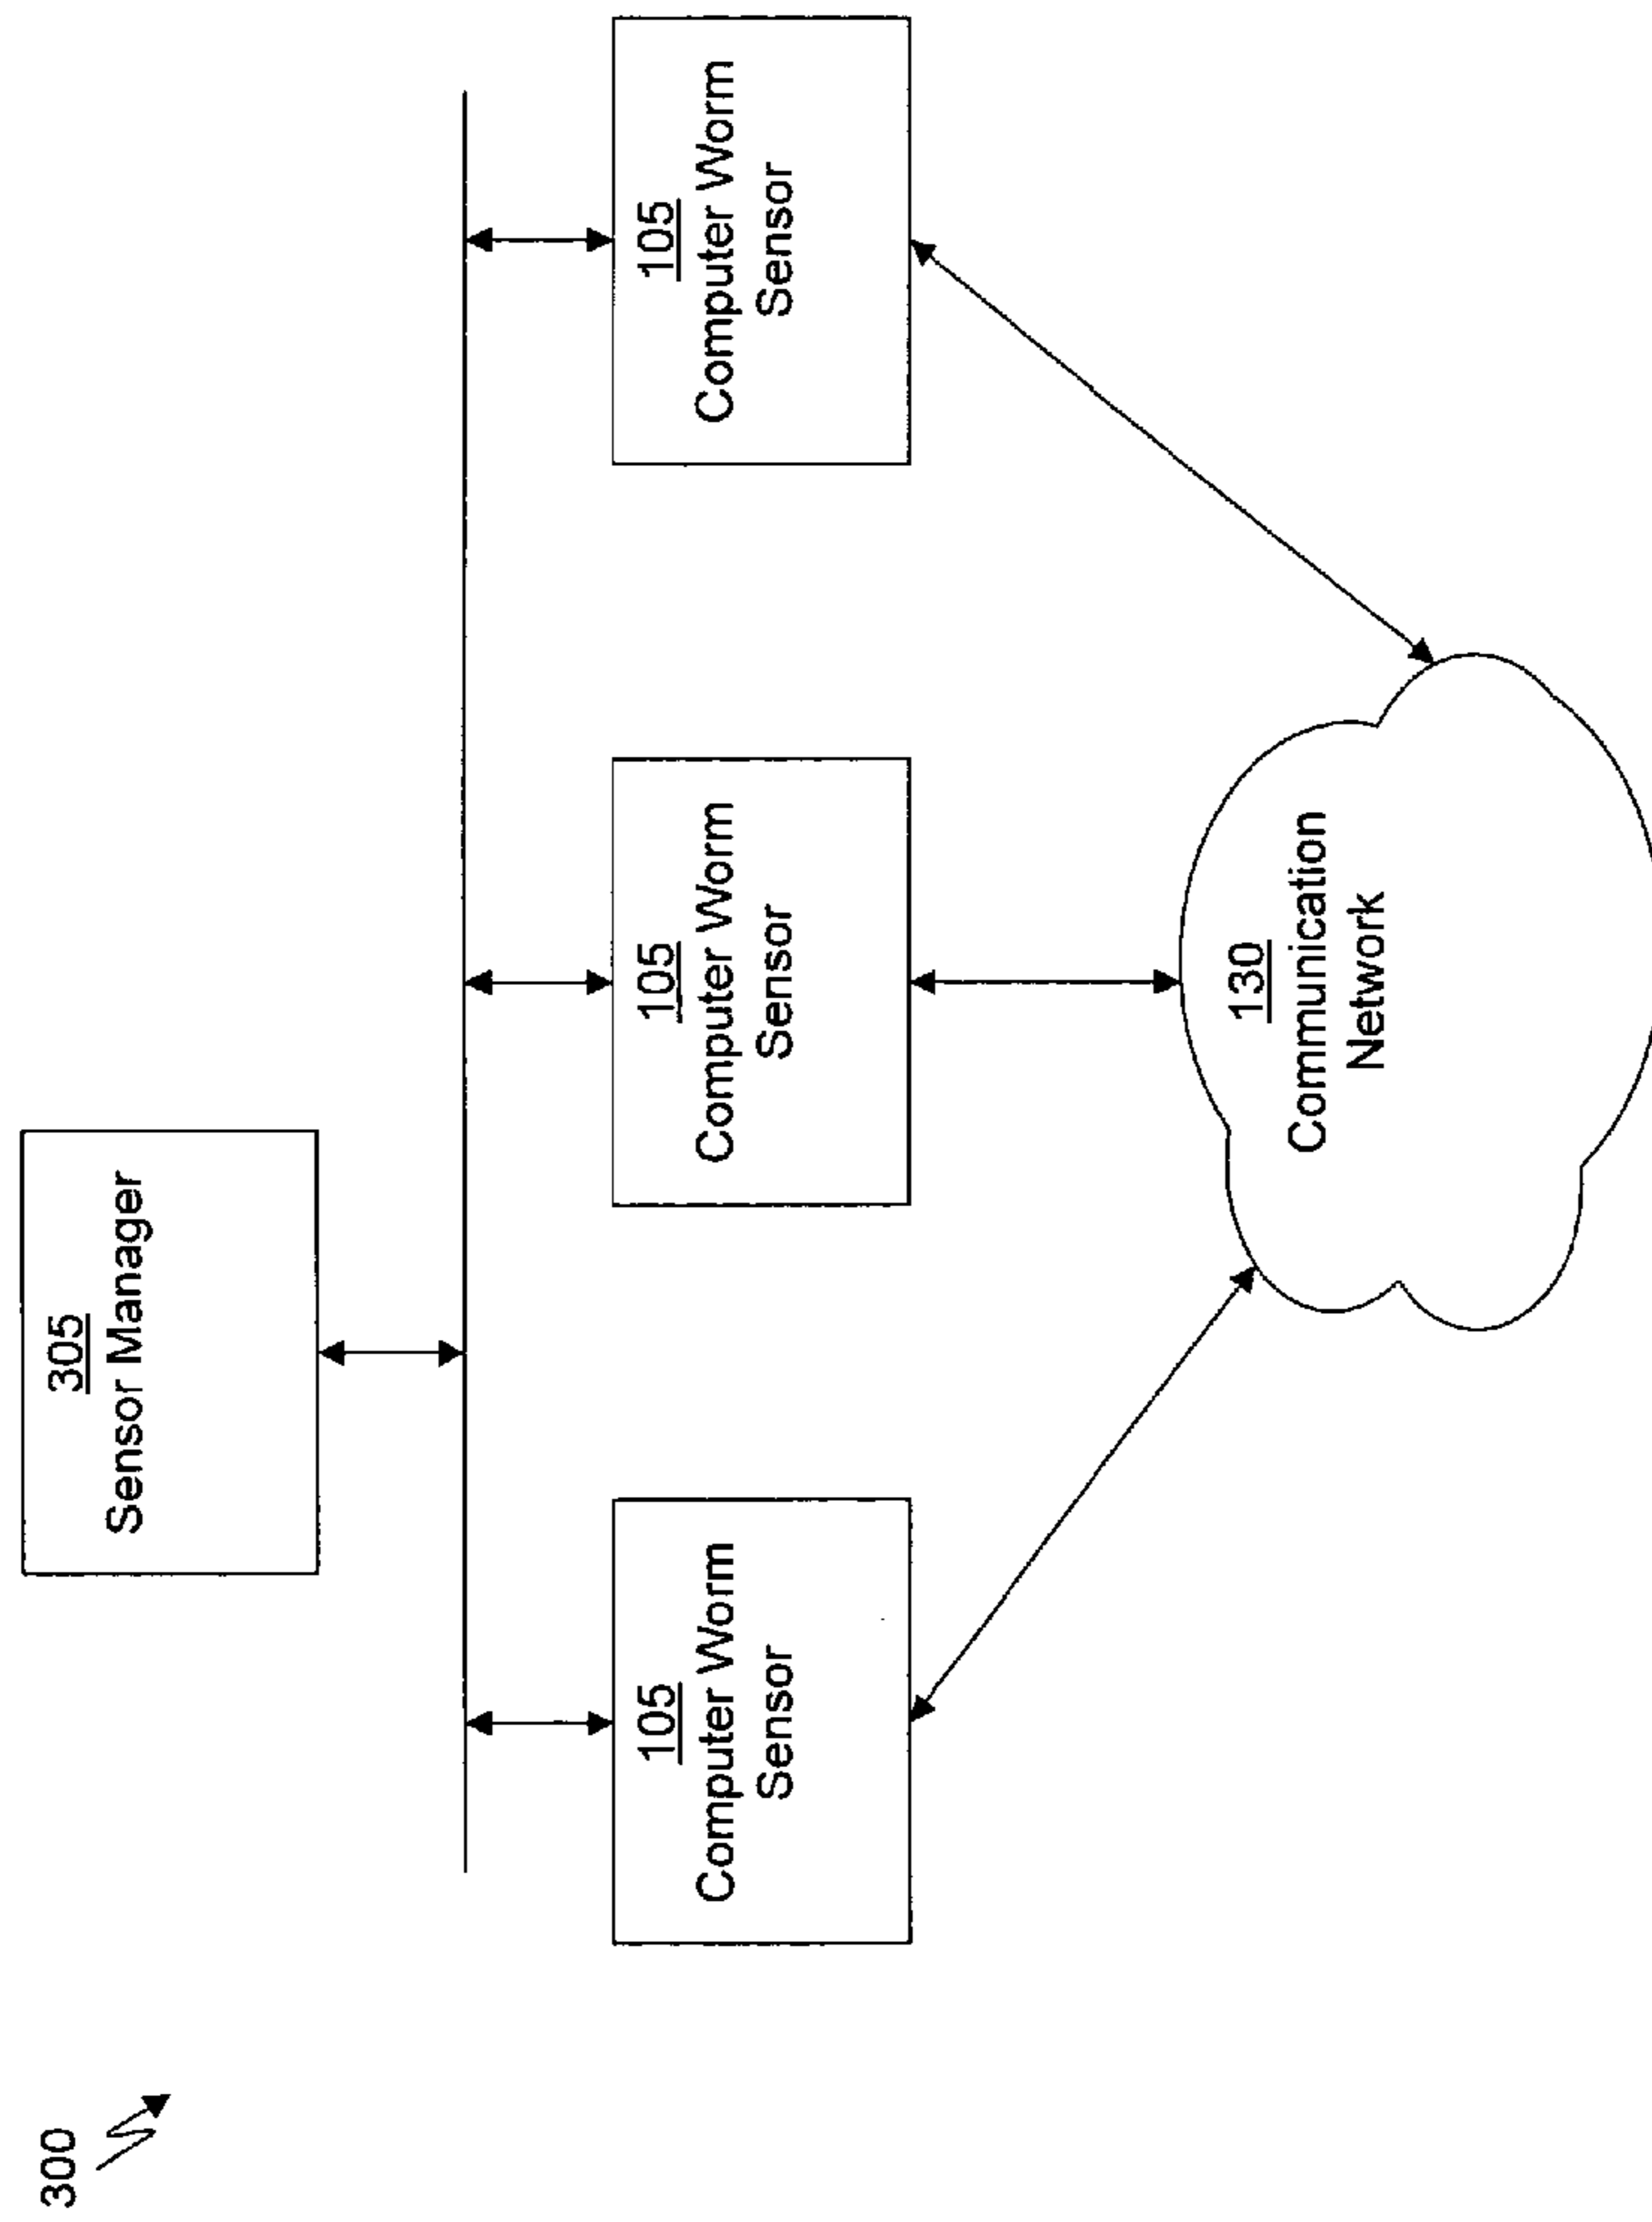 300
305
Sensor Manager
105
Computer Worm
Sensor
105
Computer Worm
Sensor
105
Computer Worm
Sensor
130
Communication
Network